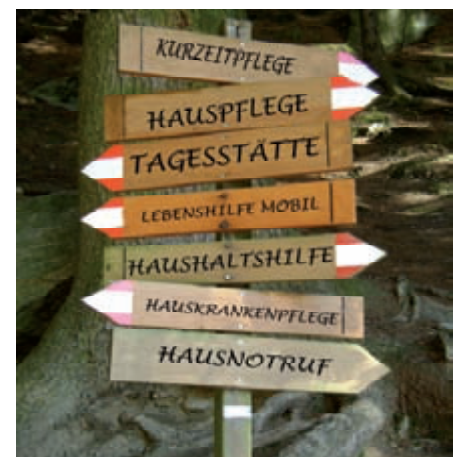 KURZEITPFLEGE
HAUSPFLEGE
TAGESSTÄTTE
LEBENSHILFE MOBIL
HAUSHALTSHILFE
HAUSKRANKENPFLEGE
HAUSNOTRUF